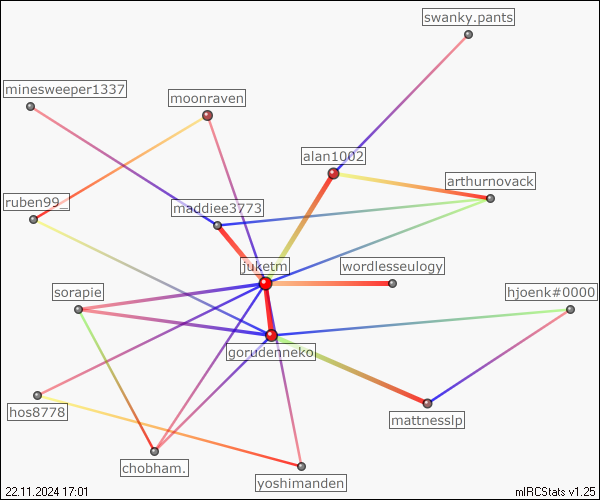 swanky.pants
minesweeper1337
moonraven
alan1002
arthurnovack
ruben99_
maddiee3773
juketm
wordlesseulogy
sorapie
hjoenk#0000
gorudenneko
hos8778
mattnesslp
chobham.
yoshimanden
22.11.2024 17:01
mIRCStats v1.25